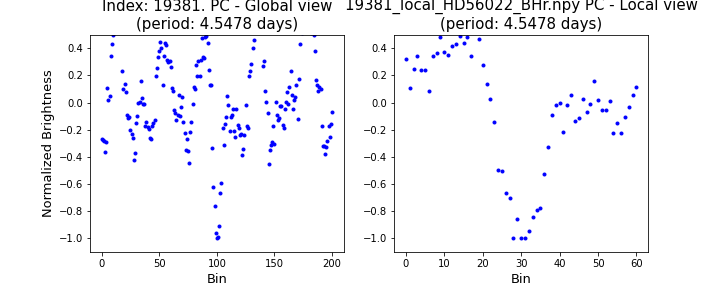 Index: 19381. PC - Global view
(period: 4.5478 days)
19381_local_HD56022_BHr.npy PC - Local view
(period: 4.5478 days)
Normalized Brightness
0.4
0.2
0.0
−0.2
−0.4
−0.6
−0.8
−1.0
0 50 100 150 200
Bin
0.4
0.2
0.0
−0.2
−0.4
−0.6
−0.8
−1.0
0 10 20 30 40 50 60
Bin